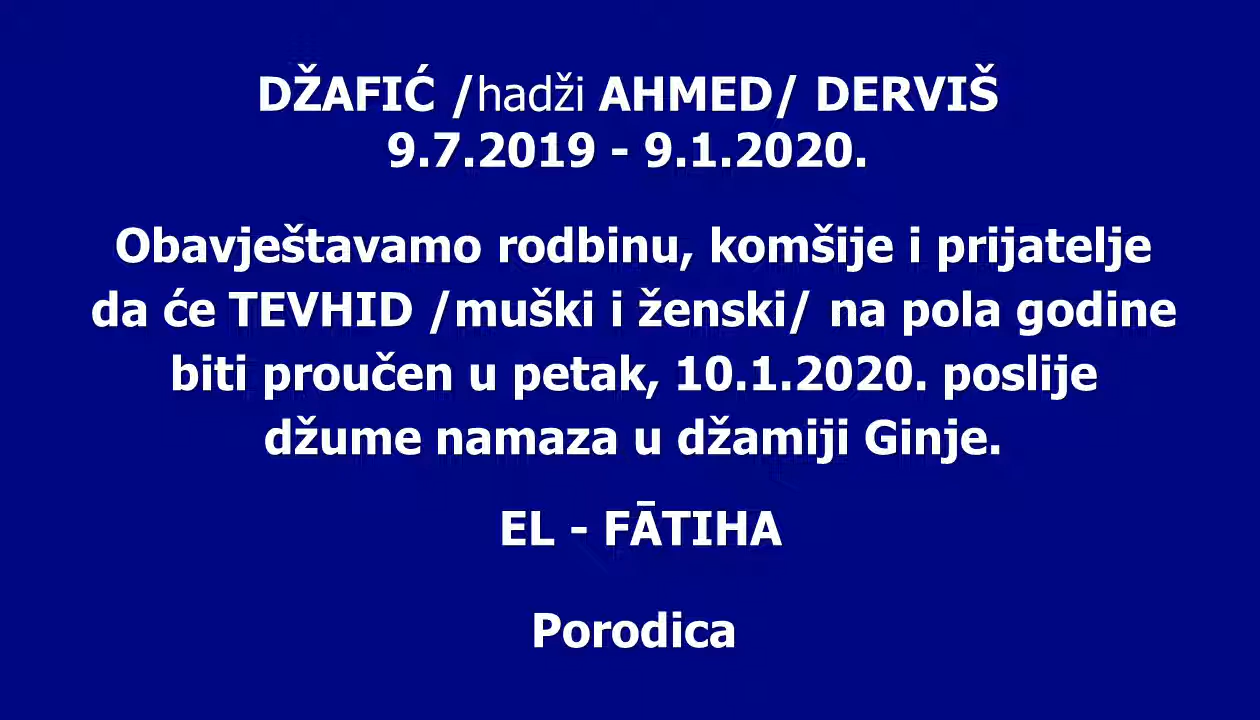 DŽAFIĆ /hadži AHMED/ DERVIŠ
9.7.2019 - 9.1.2020.
Obavještavamo rodbinu, komšije i prijatelje
da će TEVHID /muški i ženski/ na pola godine
biti proučen u petak, 10.1.2020. poslije
džume namaza u džamiji Ginje.
EL - FĀTIHA
Porodica